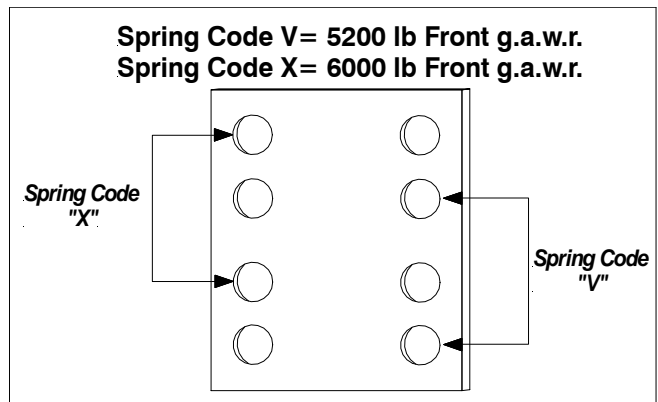 Spring Code V= 5200 lb Front g.a.w.r.
Spring Code X= 6000 lb Front g.a.w.r.
Spring Code
"X"
Spring Code
"V"